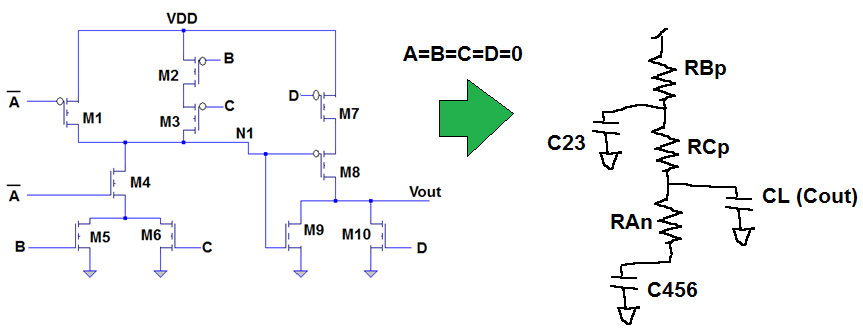 VDD
A=B=C=D=0
B
M2
RBp
A
M1
C
M3
D
M7
C23
N1
RCp
M8
A
M4
Vout
CL (Cout)
RAn
B
M5
M6
C
M9
M10
D
C456